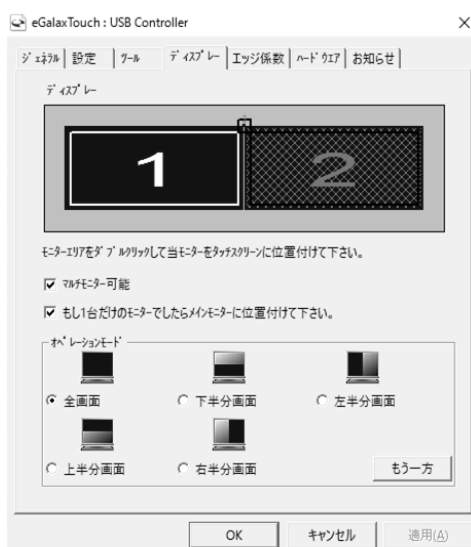 eGalaxTouch : USB Controller
ジェネラル 設定 ツール ディスプレー エッジ係数 ハードウエア お知らせ
ディスプレー
1 2
モニターエリアをダブルクリックして当モニターをタッチスクリーンに位置付けて下さい。
マルチモニター可能
もし1台だけのモニターでしたらメインモニターに位置付けて下さい。
オペレーションモード
全画面 下半分画面 左半分画面
上半分画面 右半分画面 もう一方
OK キャンセル 適用(A)